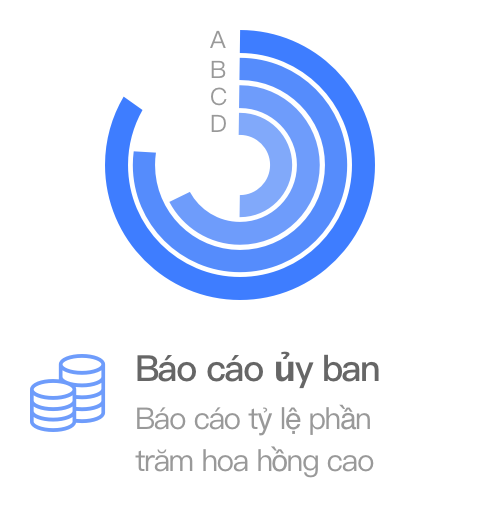 A
B
C
D
Báo cáo ủy ban
Báo cáo tỷ lệ phần
trăm hoa hồng cao